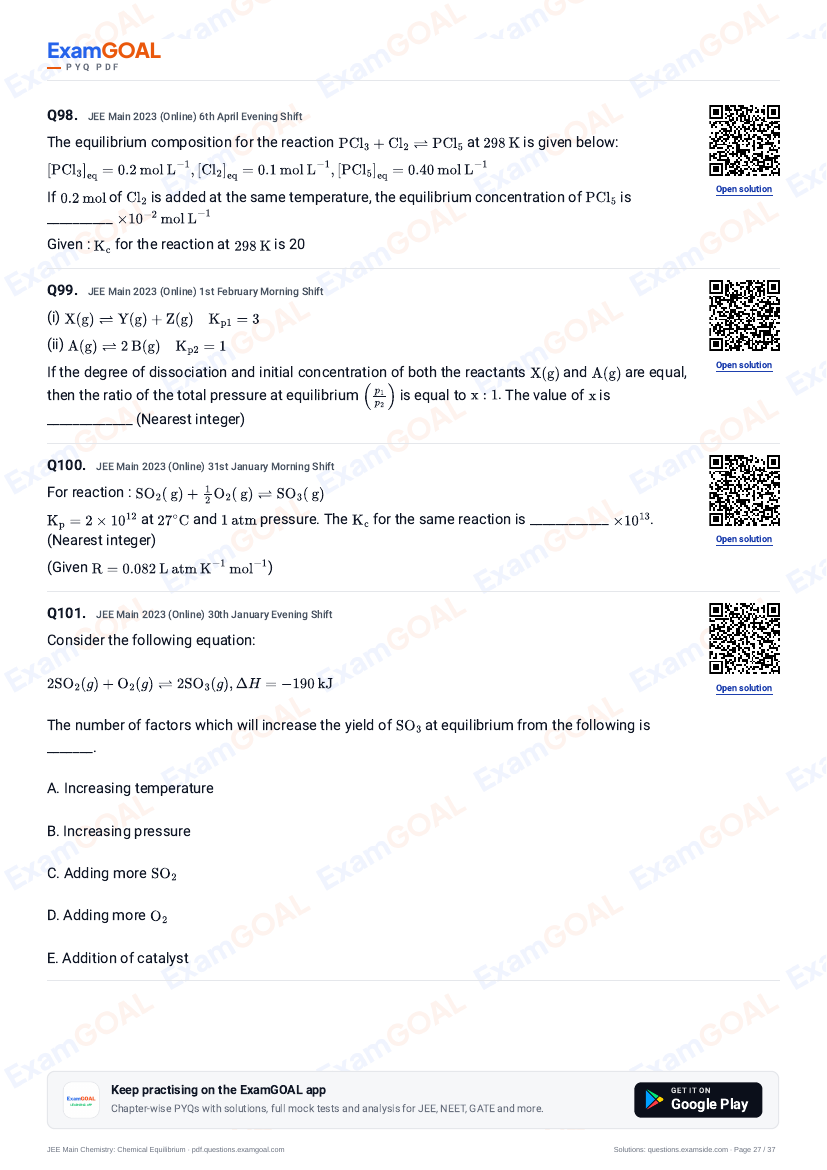 ExamGOAL
PYQ PDF
Q98. JEE Main 2023 (Online) 6th April Evening Shift
The equilibrium composition for the reaction PCl₃ + Cl₂ ⇌ PCl₅ at 298 K is given below:
[PCl₃]eq = 0.2 mol L⁻¹, [Cl₂]eq = 0.1 mol L⁻¹, [PCl₅]eq = 0.40 mol L⁻¹
If 0.2 mol of Cl₂ is added at the same temperature, the equilibrium concentration of PCl₅ is
__________ ×10⁻² mol L⁻¹
Given : Kc for the reaction at 298 K is 20
Open solution
Q99. JEE Main 2023 (Online) 1st February Morning Shift
(i) X(g) ⇌ Y(g) + Z(g) Kp1 = 3
(ii) A(g) ⇌ 2 B(g) Kp2 = 1
If the degree of dissociation and initial concentration of both the reactants X(g) and A(g) are equal,
then the ratio of the total pressure at equilibrium (p₁/p₂) is equal to x : 1. The value of x is
_____________ (Nearest integer)
Open solution
Q100. JEE Main 2023 (Online) 31st January Morning Shift
For reaction : SO₂( g) + ½O₂( g) ⇌ SO₃( g)
Kp = 2 × 10¹² at 27°C and 1 atm pressure. The Kc for the same reaction is ____________ ×10¹³.
(Nearest integer)
(Given R = 0.082 L atm K⁻¹ mol⁻¹)
Open solution
Q101. JEE Main 2023 (Online) 30th January Evening Shift
Consider the following equation:
2SO₂(g) + O₂(g) ⇌ 2SO₃(g), ΔH = −190 kJ
The number of factors which will increase the yield of SO₃ at equilibrium from the following is
_______.
A. Increasing temperature
B. Increasing pressure
C. Adding more SO₂
D. Adding more O₂
E. Addition of catalyst
Open solution
ExamGOAL
Keep practising on the ExamGOAL app
Chapter-wise PYQs with solutions, full mock tests and analysis for JEE, NEET, GATE and more.
GET IT ON
Google Play
JEE Main Chemistry: Chemical Equilibrium · pdf.questions.examgoal.com
Solutions: questions.examside.com · Page 27 / 37